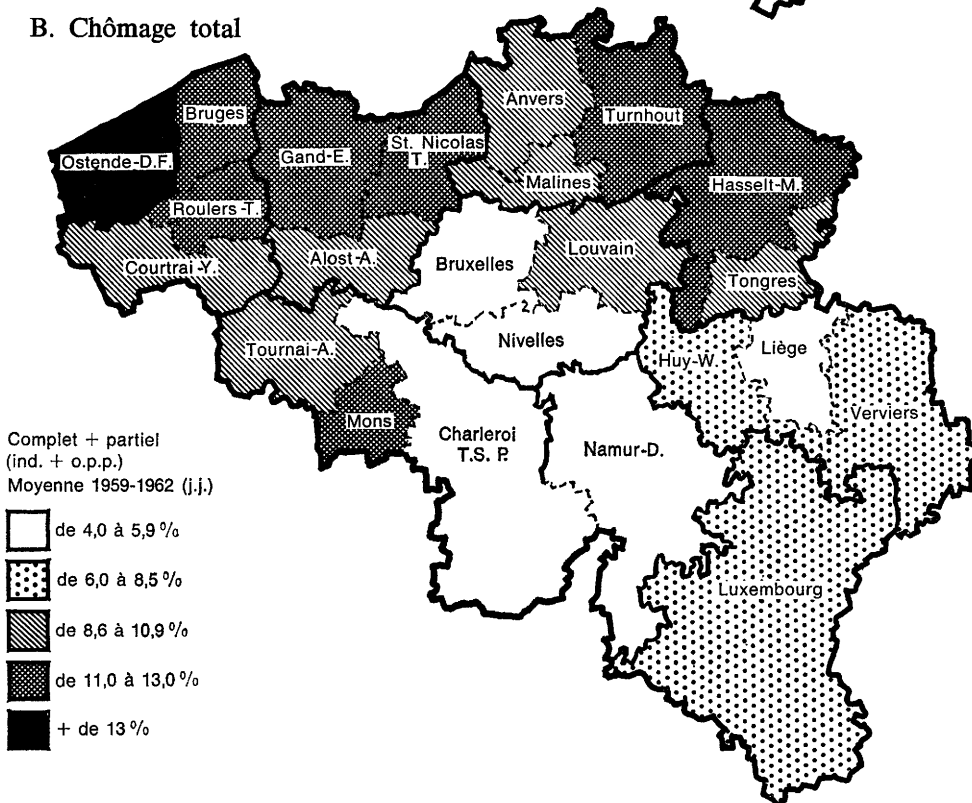 B. Chômage total
Anvers
Bruges
Turnhout
St. Nicolas
T.
Gand-E.
Ostende-D.F.
Malines
Hasselt-M.
Roulers-T.
Louvain
Alost-A.
Bruxelles
Courtrai-Y.
Tongres
Nivelles
Tournai-A.
Liège
Huy-W.
Verviers
Mons
Charleroi
T.S.P.
Namur-D.
Luxembourg
Complet + partiel
(ind. + o.p.p.)
Moyenne 1959-1962 (j.j.)
de 4,0 à 5,9 %
de 6,0 à 8,5 %
de 8,6 à 10,9 %
de 11,0 à 13,0 %
+ de 13 %